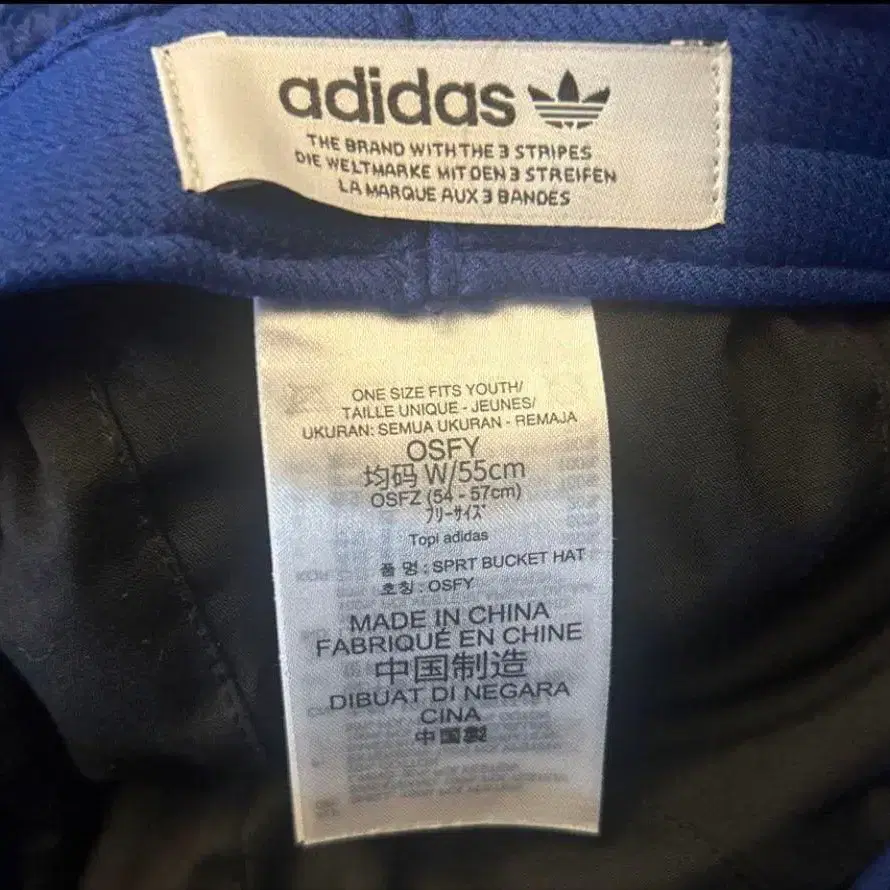 adidas
THE BRAND WITH THE 3 STRIPES
DIE WELTMARKE MIT DEN 3 STREIFEN
LA MARQUE AUX 3 BANDES
ONE SIZE FITS YOUTH/
TAILLE UNIQUE - JEUNES/
UKURAN: SEMUA UKURAN - REMAJA
OSFY
均码 W/55cm
OSFZ (54 - 57cm)
フリーサイズ
Topi adidas
품 명 : SPRT BUCKET HAT
호칭 : OSFY
MADE IN CHINA
FABRIQUÉ EN CHINE
中国制造
DIBUAT DI NEGARA
CINA
中国製